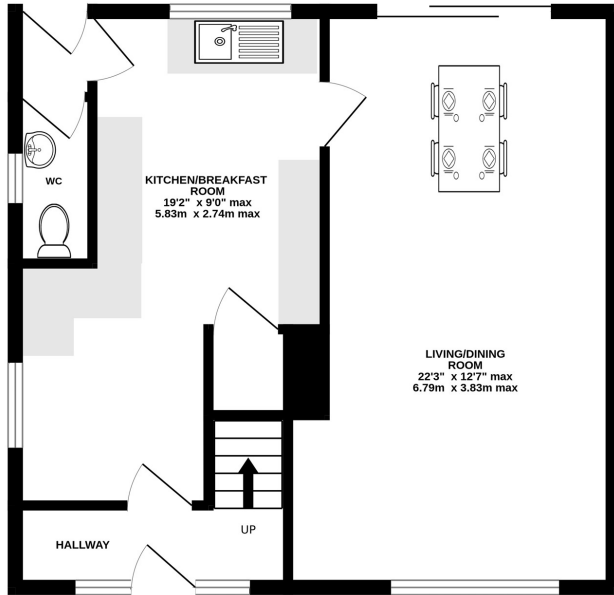 WC
KITCHEN/BREAKFAST
ROOM
19'2" x 9'0" max
5.83m x 2.74m max
LIVING/DINING
ROOM
22'3" x 12'7" max
6.79m x 3.83m max
UP
HALLWAY